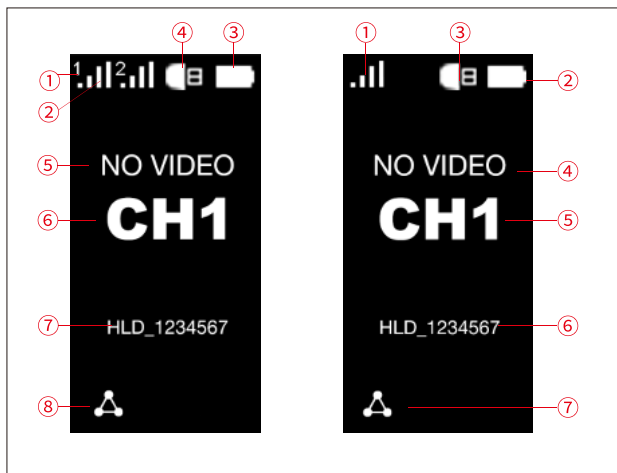 ④ ③ ① ③
① 1 2 ②
②
⑤ NO VIDEO NO VIDEO ④
⑥ CH1 CH1 ⑤
⑦ HLD_1234567 HLD_1234567 ⑥
⑧ ⑦